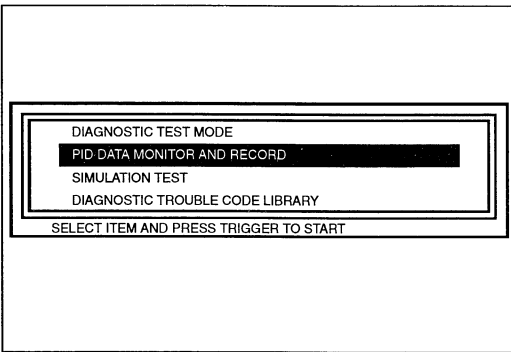 DIAGNOSTIC TEST MODE
PID DATA MONITOR AND RECORD
SIMULATION TEST
DIAGNOSTIC TROUBLE CODE LIBRARY
SELECT ITEM AND PRESS TRIGGER TO START